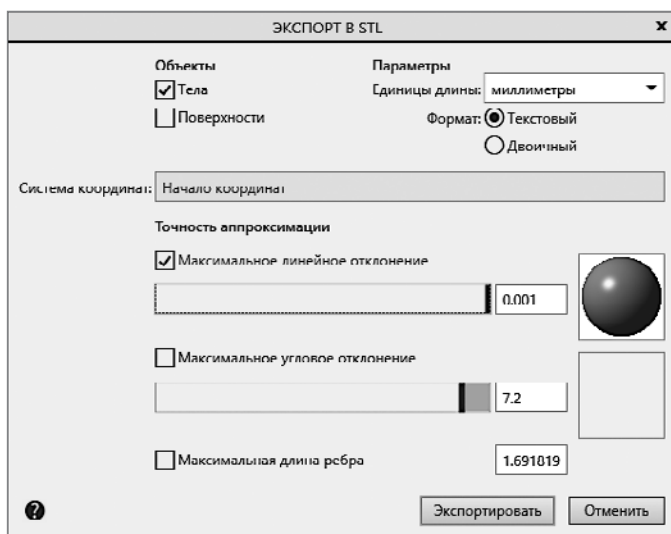 ЭКСПОРТ В STL
Объекты
Параметры
Тела
Единицы длины: миллиметры
Поверхности
Формат: Текстовый
Двоичный
Система координат: Начало координат
Точность аппроксимации
Максимальное линейное отклонение
0.001
Максимальное угловое отклонение
7.2
Максимальная длина ребра
1.691819
Экспортировать
Отменить